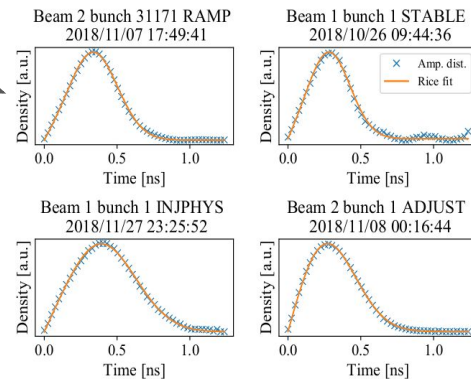 Beam 2 bunch 31171 RAMP
2018/11/07 17:49:41
Density [a.u.]
0.0 0.5 1.0
Time [ns]
Beam 1 bunch 1 STABLE
2018/10/26 09:44:36
Amp. dist.
Rice fit
Density [a.u.]
0.0 0.5 1.0
Time [ns]
Beam 1 bunch 1 INJPHYS
2018/11/27 23:25:52
Density [a.u.]
0.0 0.5 1.0
Time [ns]
Beam 2 bunch 1 ADJUST
2018/11/08 00:16:44
Density [a.u.]
0.0 0.5 1.0
Time [ns]